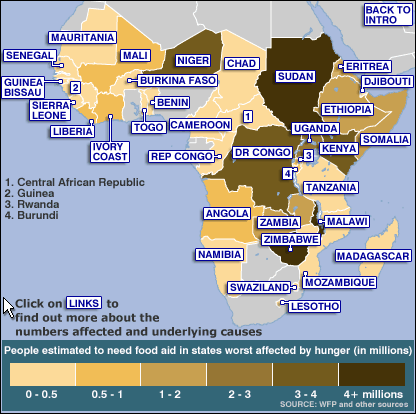 BACK TO
INTRO
MAURITANIA
SENEGAL
MALI
NIGER
CHAD
SUDAN
ERITREA
DJIBOUTI
GUINEA
BISSAU
2
BURKINA FASO
BENIN
ETHIOPIA
SIERRA
LEONE
LIBERIA
TOGO
CAMEROON
1
UGANDA
SOMALIA
IVORY
COAST
REP CONGO
DR CONGO
3
KENYA
4
TANZANIA
1. Central African Republic
2. Guinea
3. Rwanda
4. Burundi
ANGOLA
ZAMBIA
MALAWI
ZIMBABWE
NAMIBIA
MADAGASCAR
SWAZILAND
MOZAMBIQUE
LESOTHO
Click on LINKS to
find out more about the
numbers affected and underlying causes
People estimated to need food aid in states worst affected by hunger (in millions)
0 - 0.5 0.5 - 1 1 - 2 2 - 3 3 - 4 4+ millions
SOURCE: WFP and other sources